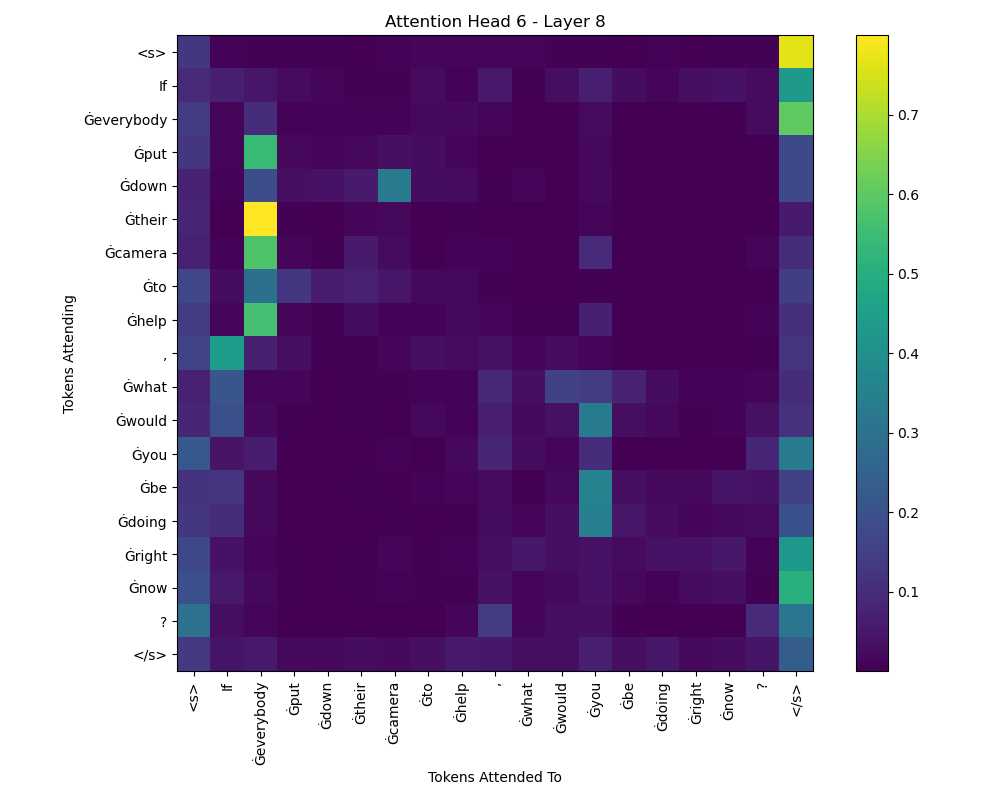 Attention Head 6 - Layer 8
Tokens Attending
<s>
If
Ġeverybody
Ġput
Ġdown
Ġtheir
Ġcamera
Ġto
Ġhelp
,
Ġwhat
Ġwould
Ġyou
Ġbe
Ġdoing
Ġright
Ġnow
?
</s>
<s>
If
Ġeverybody
Ġput
Ġdown
Ġtheir
Ġcamera
Ġto
Ġhelp
,
Ġwhat
Ġwould
Ġyou
Ġbe
Ġdoing
Ġright
Ġnow
?
</s>
Tokens Attended To
0.7
0.6
0.5
0.4
0.3
0.2
0.1